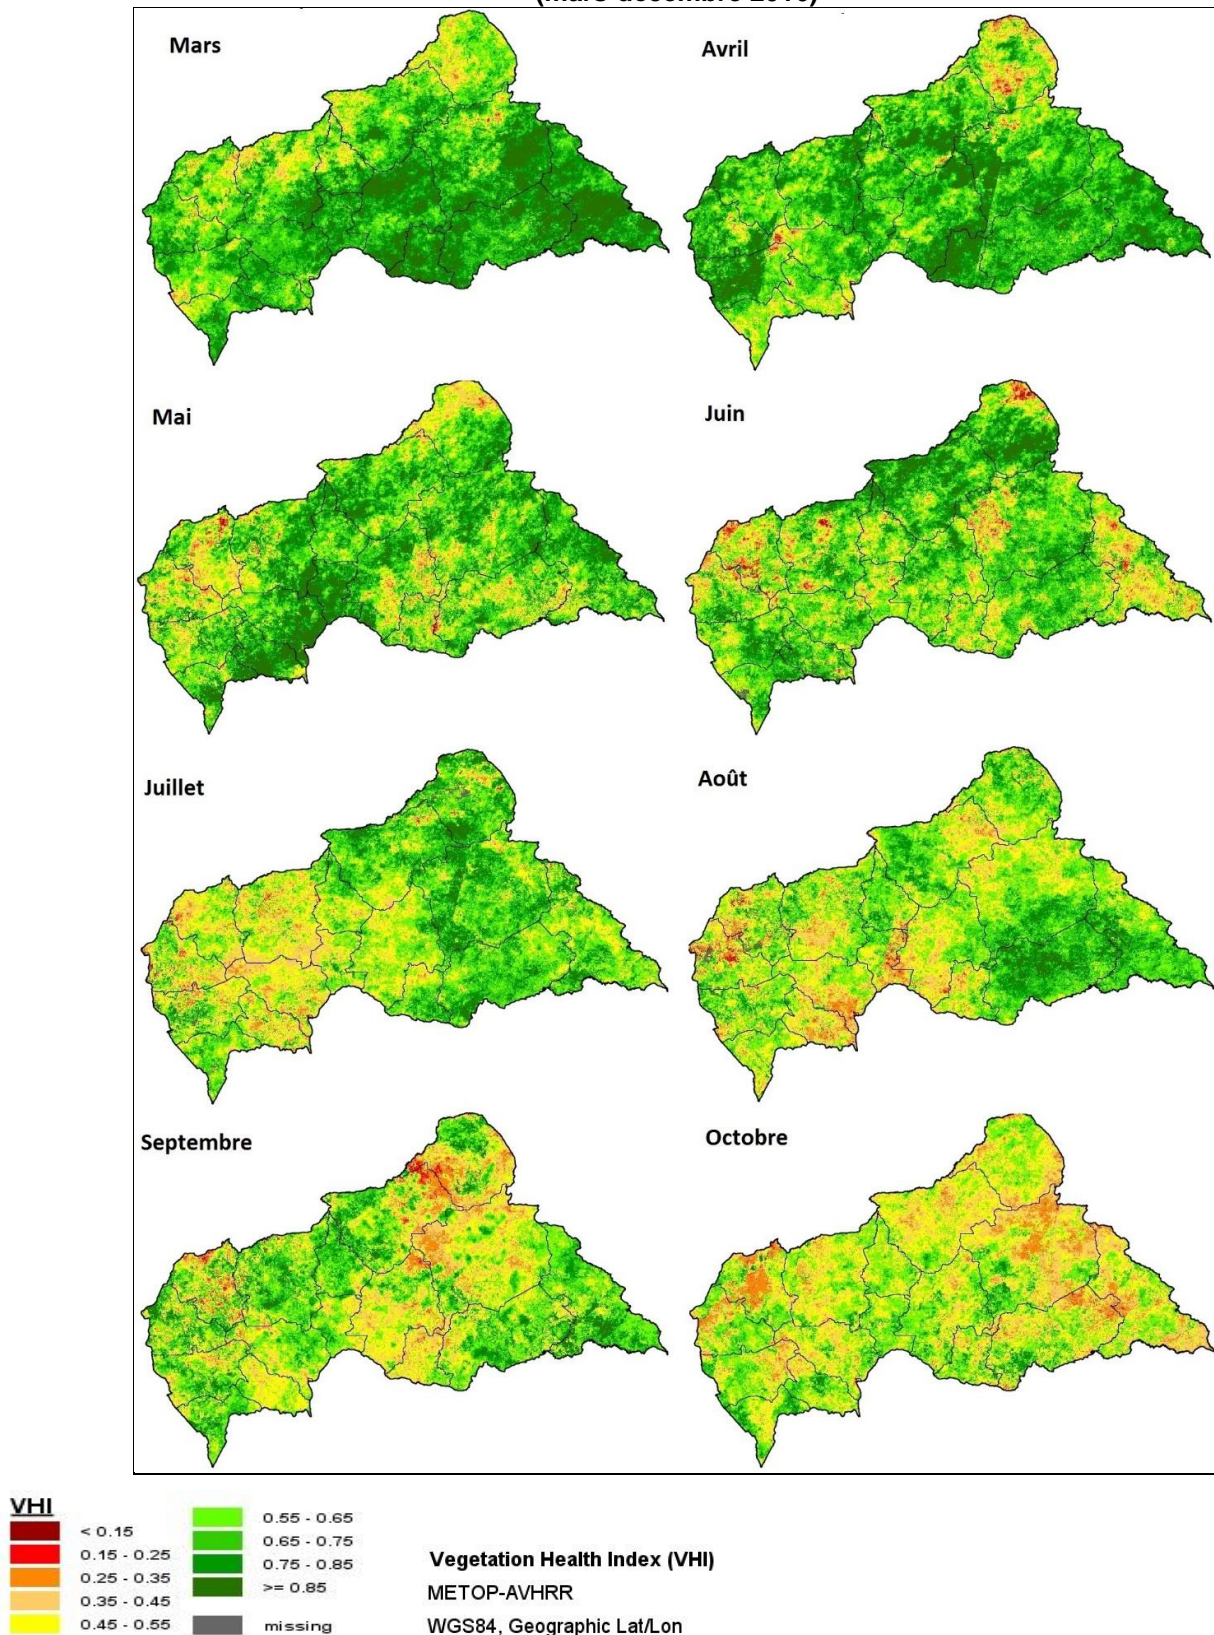 Mars
Avril
Mai
Juin
Juillet
Août
Septembre
Octobre
VHI
< 0.15
0.15 - 0.25
0.25 - 0.35
0.35 - 0.45
0.45 - 0.55
0.55 - 0.65
0.65 - 0.75
0.75 - 0.85
>= 0.85
missing
Vegetation Health Index (VHI)
METOP-AVHRR
WGS84, Geographic Lat/Lon